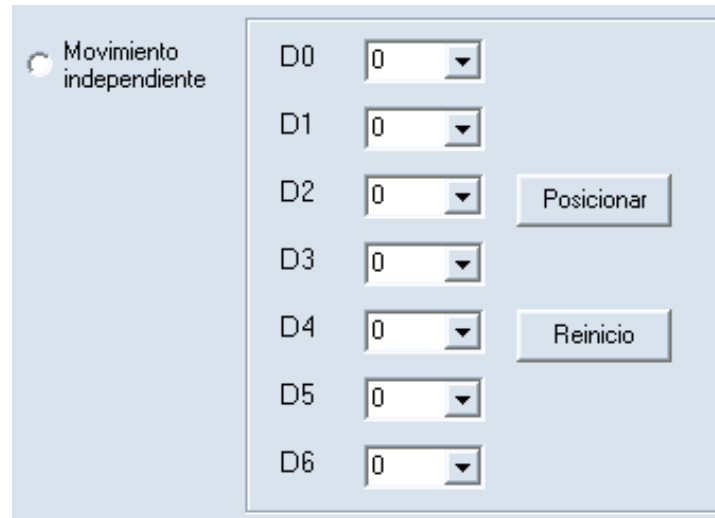 Movimiento
independiente
D0 0
D1 0
D2 0 Posicionar
D3 0
D4 0 Reinicio
D5 0
D6 0